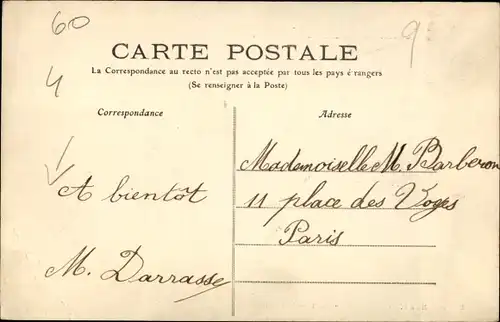 60
4
9
CARTE POSTALE
La Correspondance au recto n'est pas acceptée par tous les pays étrangers
(Se renseigner à la Poste)
Correspondance
Adresse
A bientôt
M. Darrasse
Mademoiselle M. Barberon
11 place des Voges
Paris